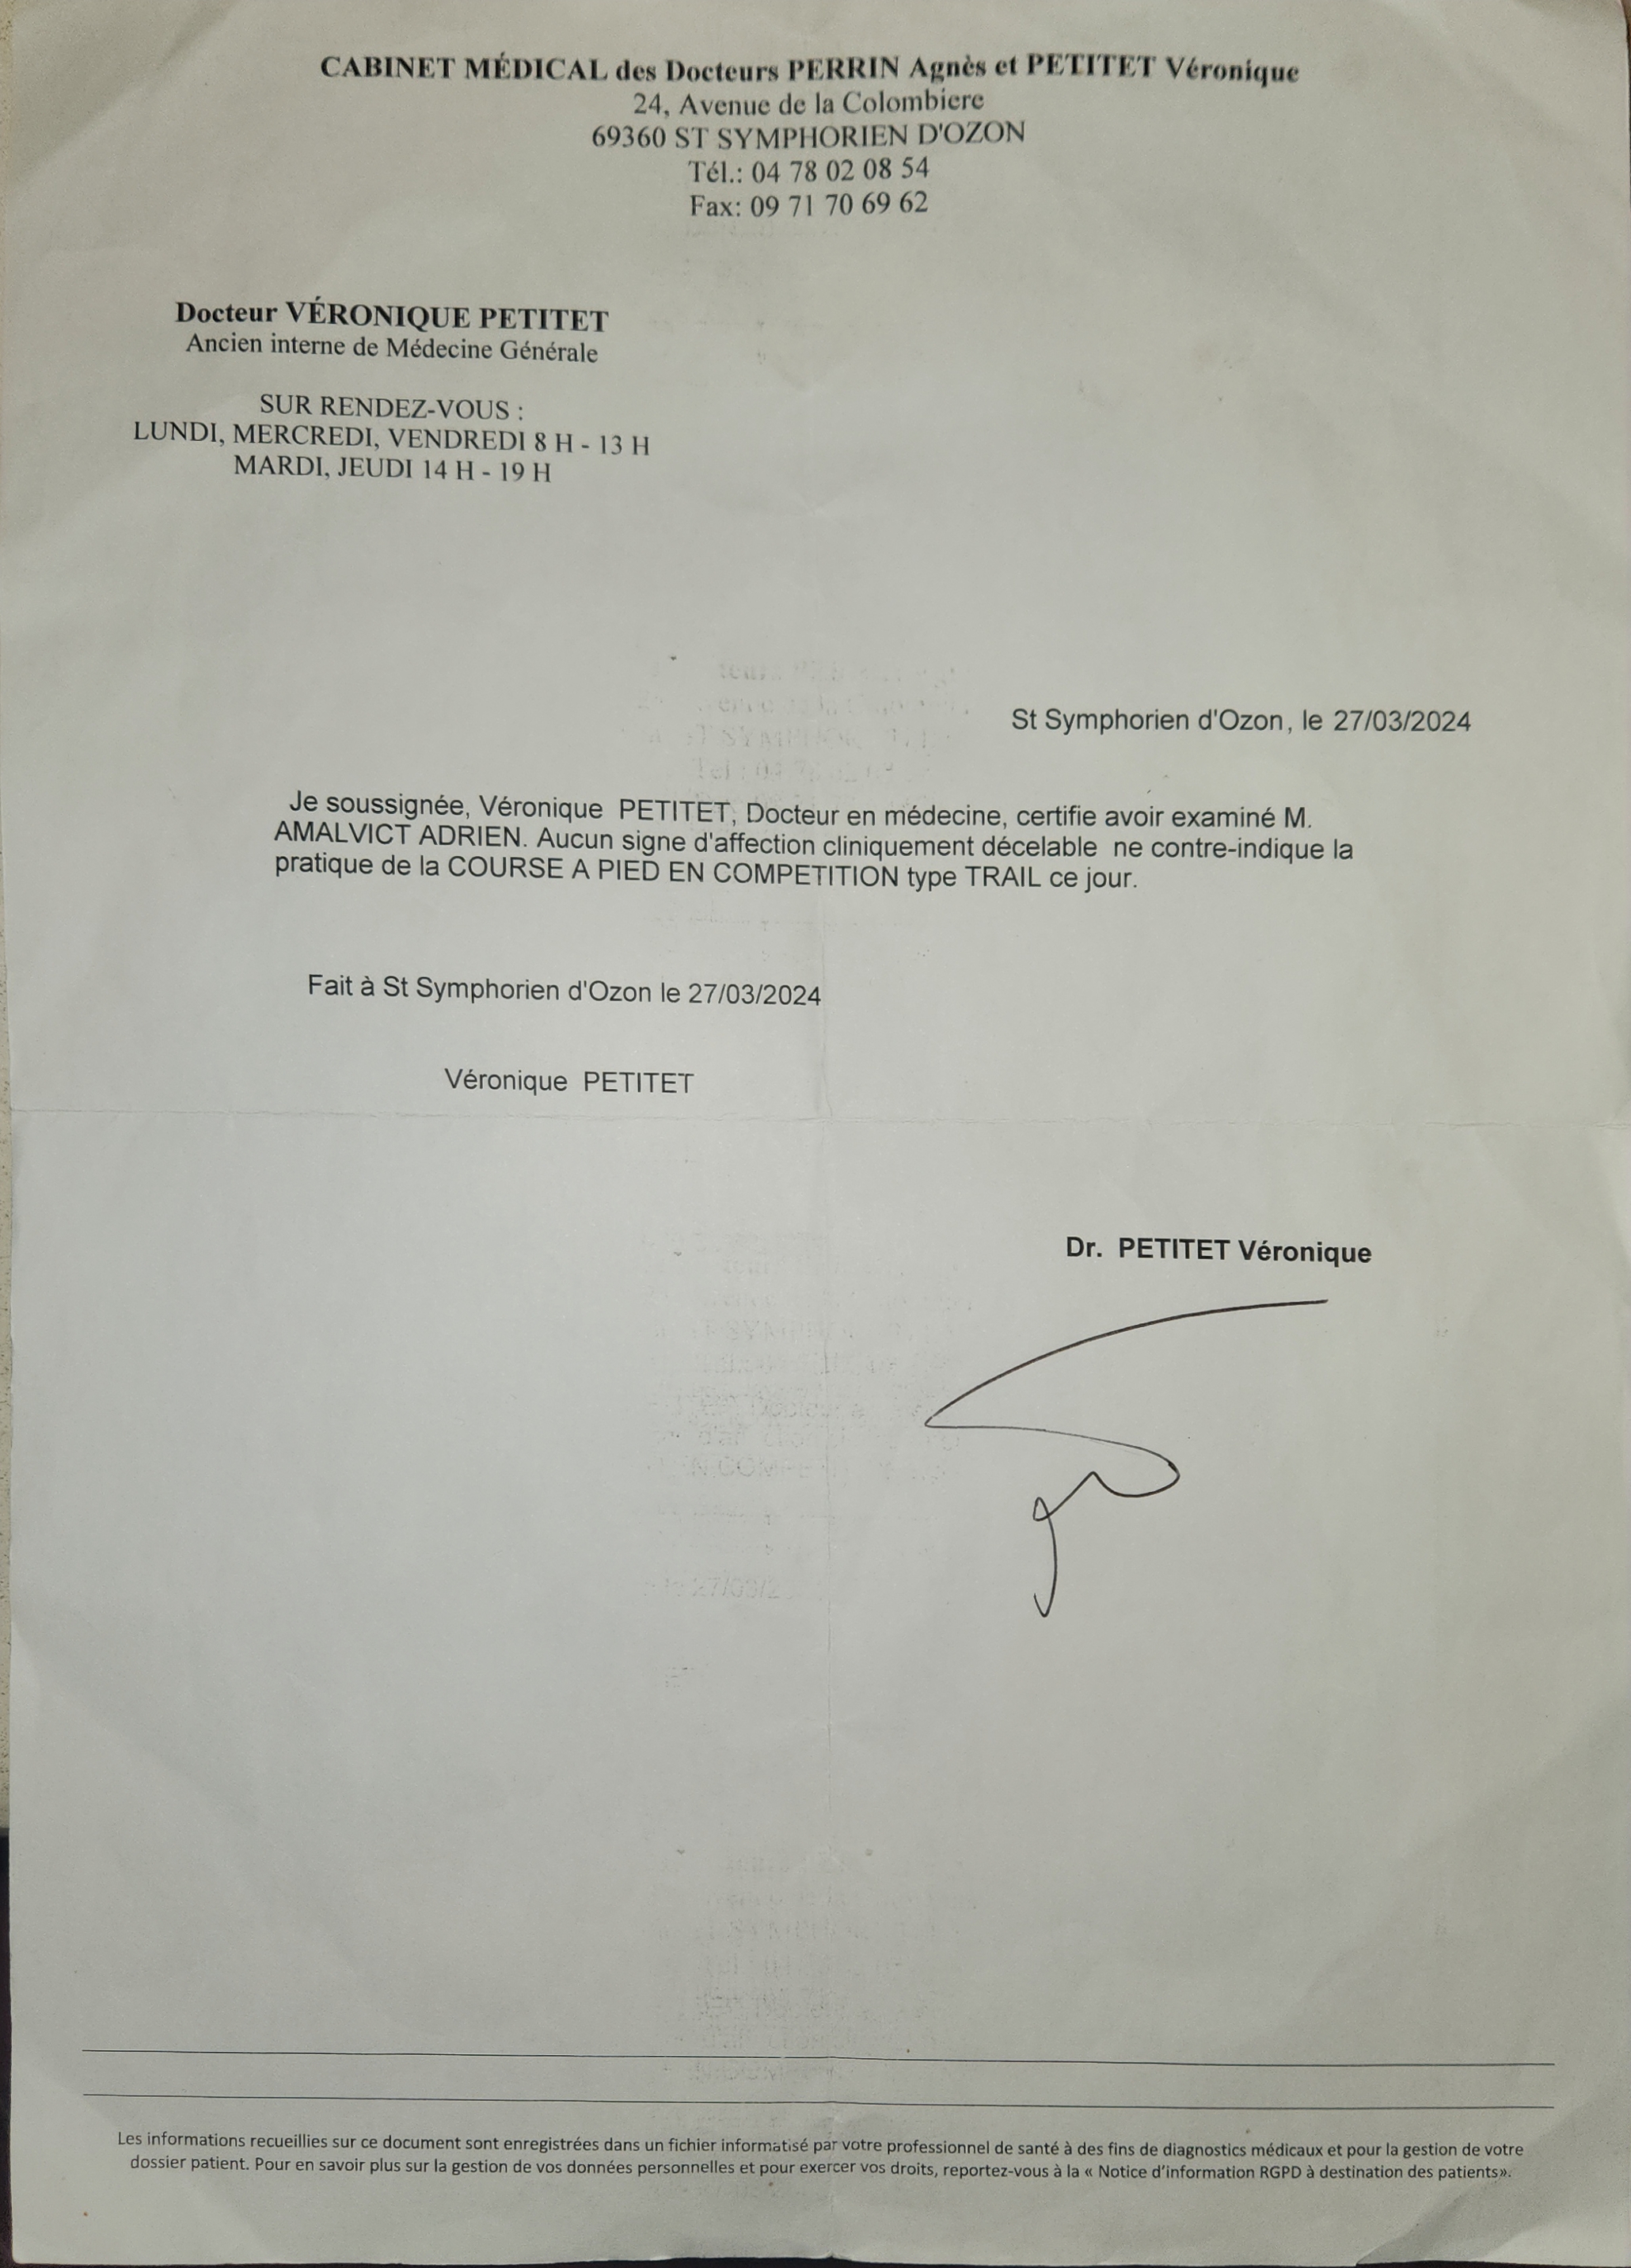 CABINET MÉDICAL des Docteurs PERRIN Agnès et PETITET Véronique
24, Avenue de la Colombiere
69360 ST SYMPHORIEN D'OZON
Tél.: 04 78 02 08 54
Fax: 09 71 70 69 62
Docteur VÉRONIQUE PETITET
Ancien interne de Médecine Générale
SUR RENDEZ-VOUS :
LUNDI, MERCREDI, VENDREDI 8 H - 13 H
MARDI, JEUDI 14 H - 19 H
St Symphorien d'Ozon, le 27/03/2024
Je soussignée, Véronique PETITET, Docteur en médecine, certifie avoir examiné M.
AMALVICT ADRIEN. Aucun signe d'affection cliniquement décelable ne contre-indique la
pratique de la COURSE A PIED EN COMPETITION type TRAIL ce jour.
Fait à St Symphorien d'Ozon le 27/03/2024
Véronique PETITET
Dr. PETITET Véronique
Les informations recueillies sur ce document sont enregistrées dans un fichier informatisé par votre professionnel de santé à des fins de diagnostics médicaux et pour la gestion de votre
dossier patient. Pour en savoir plus sur la gestion de vos données personnelles et pour exercer vos droits, reportez-vous à la « Notice d'information RGPD à destination des patients».